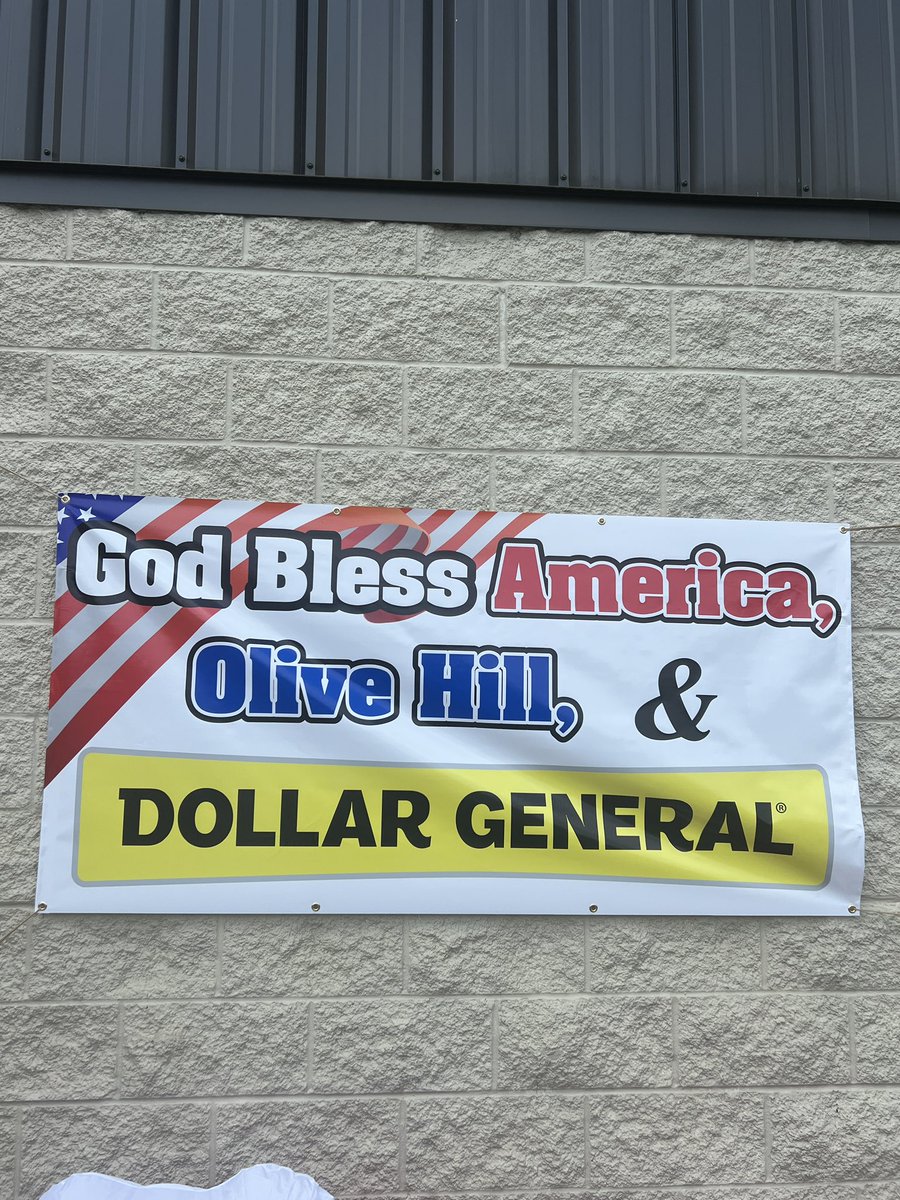 God Bless America,
Olive Hill, &
DOLLAR GENERAL®